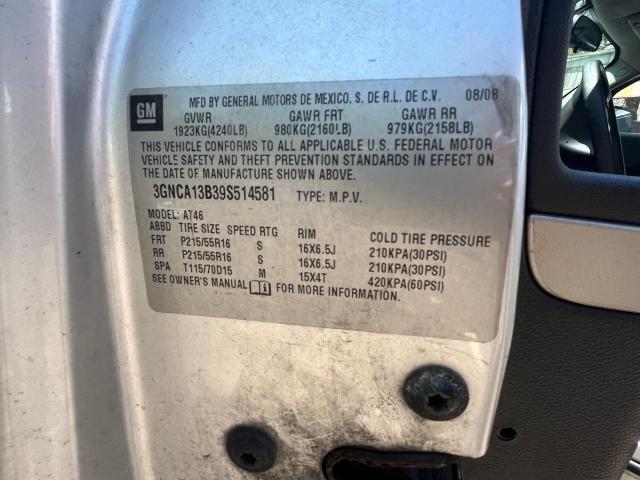 GM
MFD BY GENERAL MOTORS DE MEXICO, S. DE R.L. DE C.V. 08/08
GVWR GAWR FRT GAWR RR
1923KG(4240LB) 980KG(2160LB) 979KG(2158LB)
THIS VEHICLE CONFORMS TO ALL APPLICABLE U.S. FEDERAL MOTOR
VEHICLE SAFETY AND THEFT PREVENTION STANDARDS IN EFFECT ON
THE DATE OF MANUFACTURE SHOWN ABOVE.
3GNCA13B39S514581 TYPE: M.P.V.
MODEL: AT46
ABBD TIRE SIZE SPEED RTG RIM COLD TIRE PRESSURE
FRT P215/55R16 S 16X6.5J 210KPA(30PSI)
RR P215/55R16 S 16X6.5J 210KPA(30PSI)
SPA T115/70D15 M 15X4T 420KPA(60PSI)
SEE OWNER'S MANUAL FOR MORE INFORMATION.